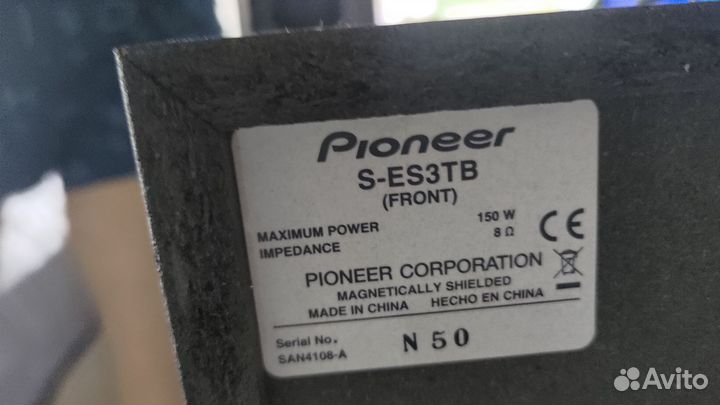 Pioneer
S-ES3TB
(FRONT)
MAXIMUM POWER 150 W
IMPEDANCE 8 Ω
CE
PIONEER CORPORATION
MAGNETICALLY SHIELDED
MADE IN CHINA HECHO EN CHINA
Serial No. N 50
SAN4108-A
Avito